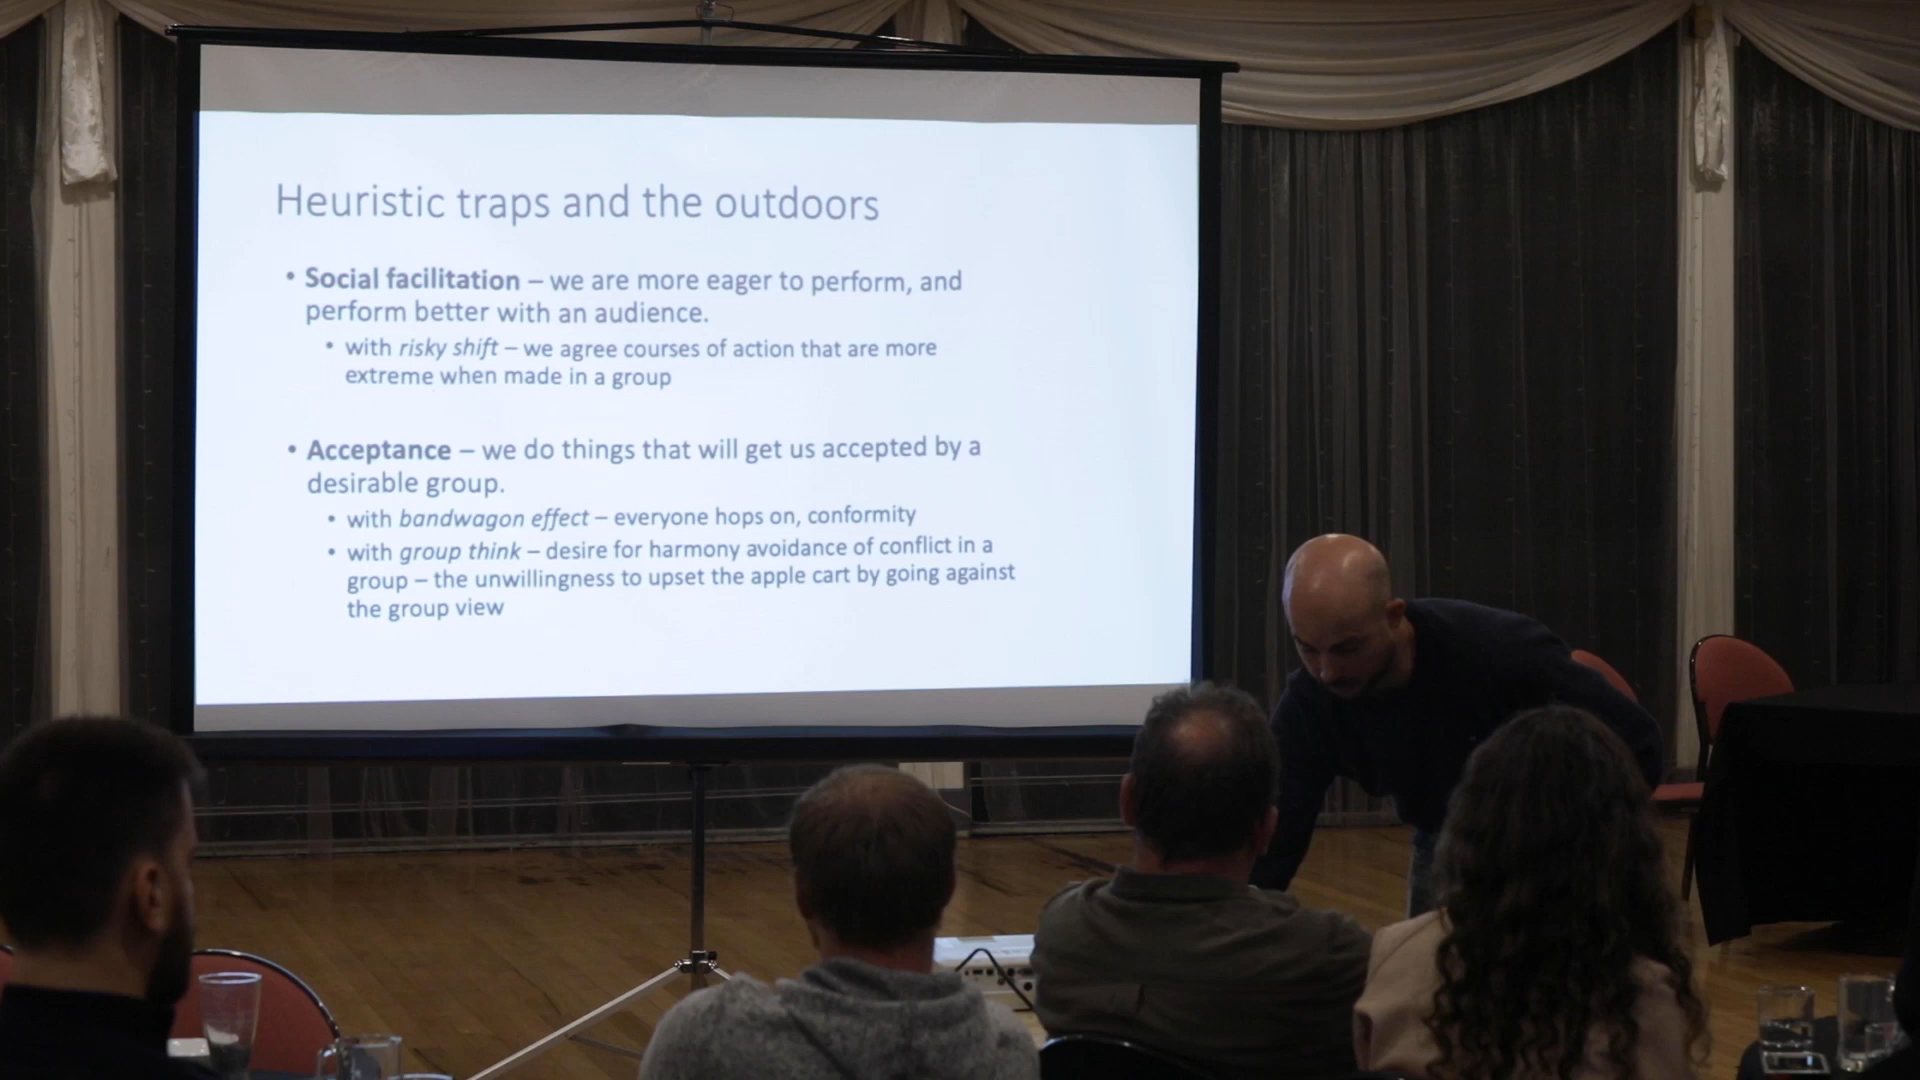 Heuristic traps and the outdoors
• Social facilitation – we are more eager to perform, and
perform better with an audience.
• with risky shift – we agree courses of action that are more
extreme when made in a group
• Acceptance – we do things that will get us accepted by a
desirable group.
• with bandwagon effect – everyone hops on, conformity
• with group think – desire for harmony avoidance of conflict in a
group – the unwillingness to upset the apple cart by going against
the group view